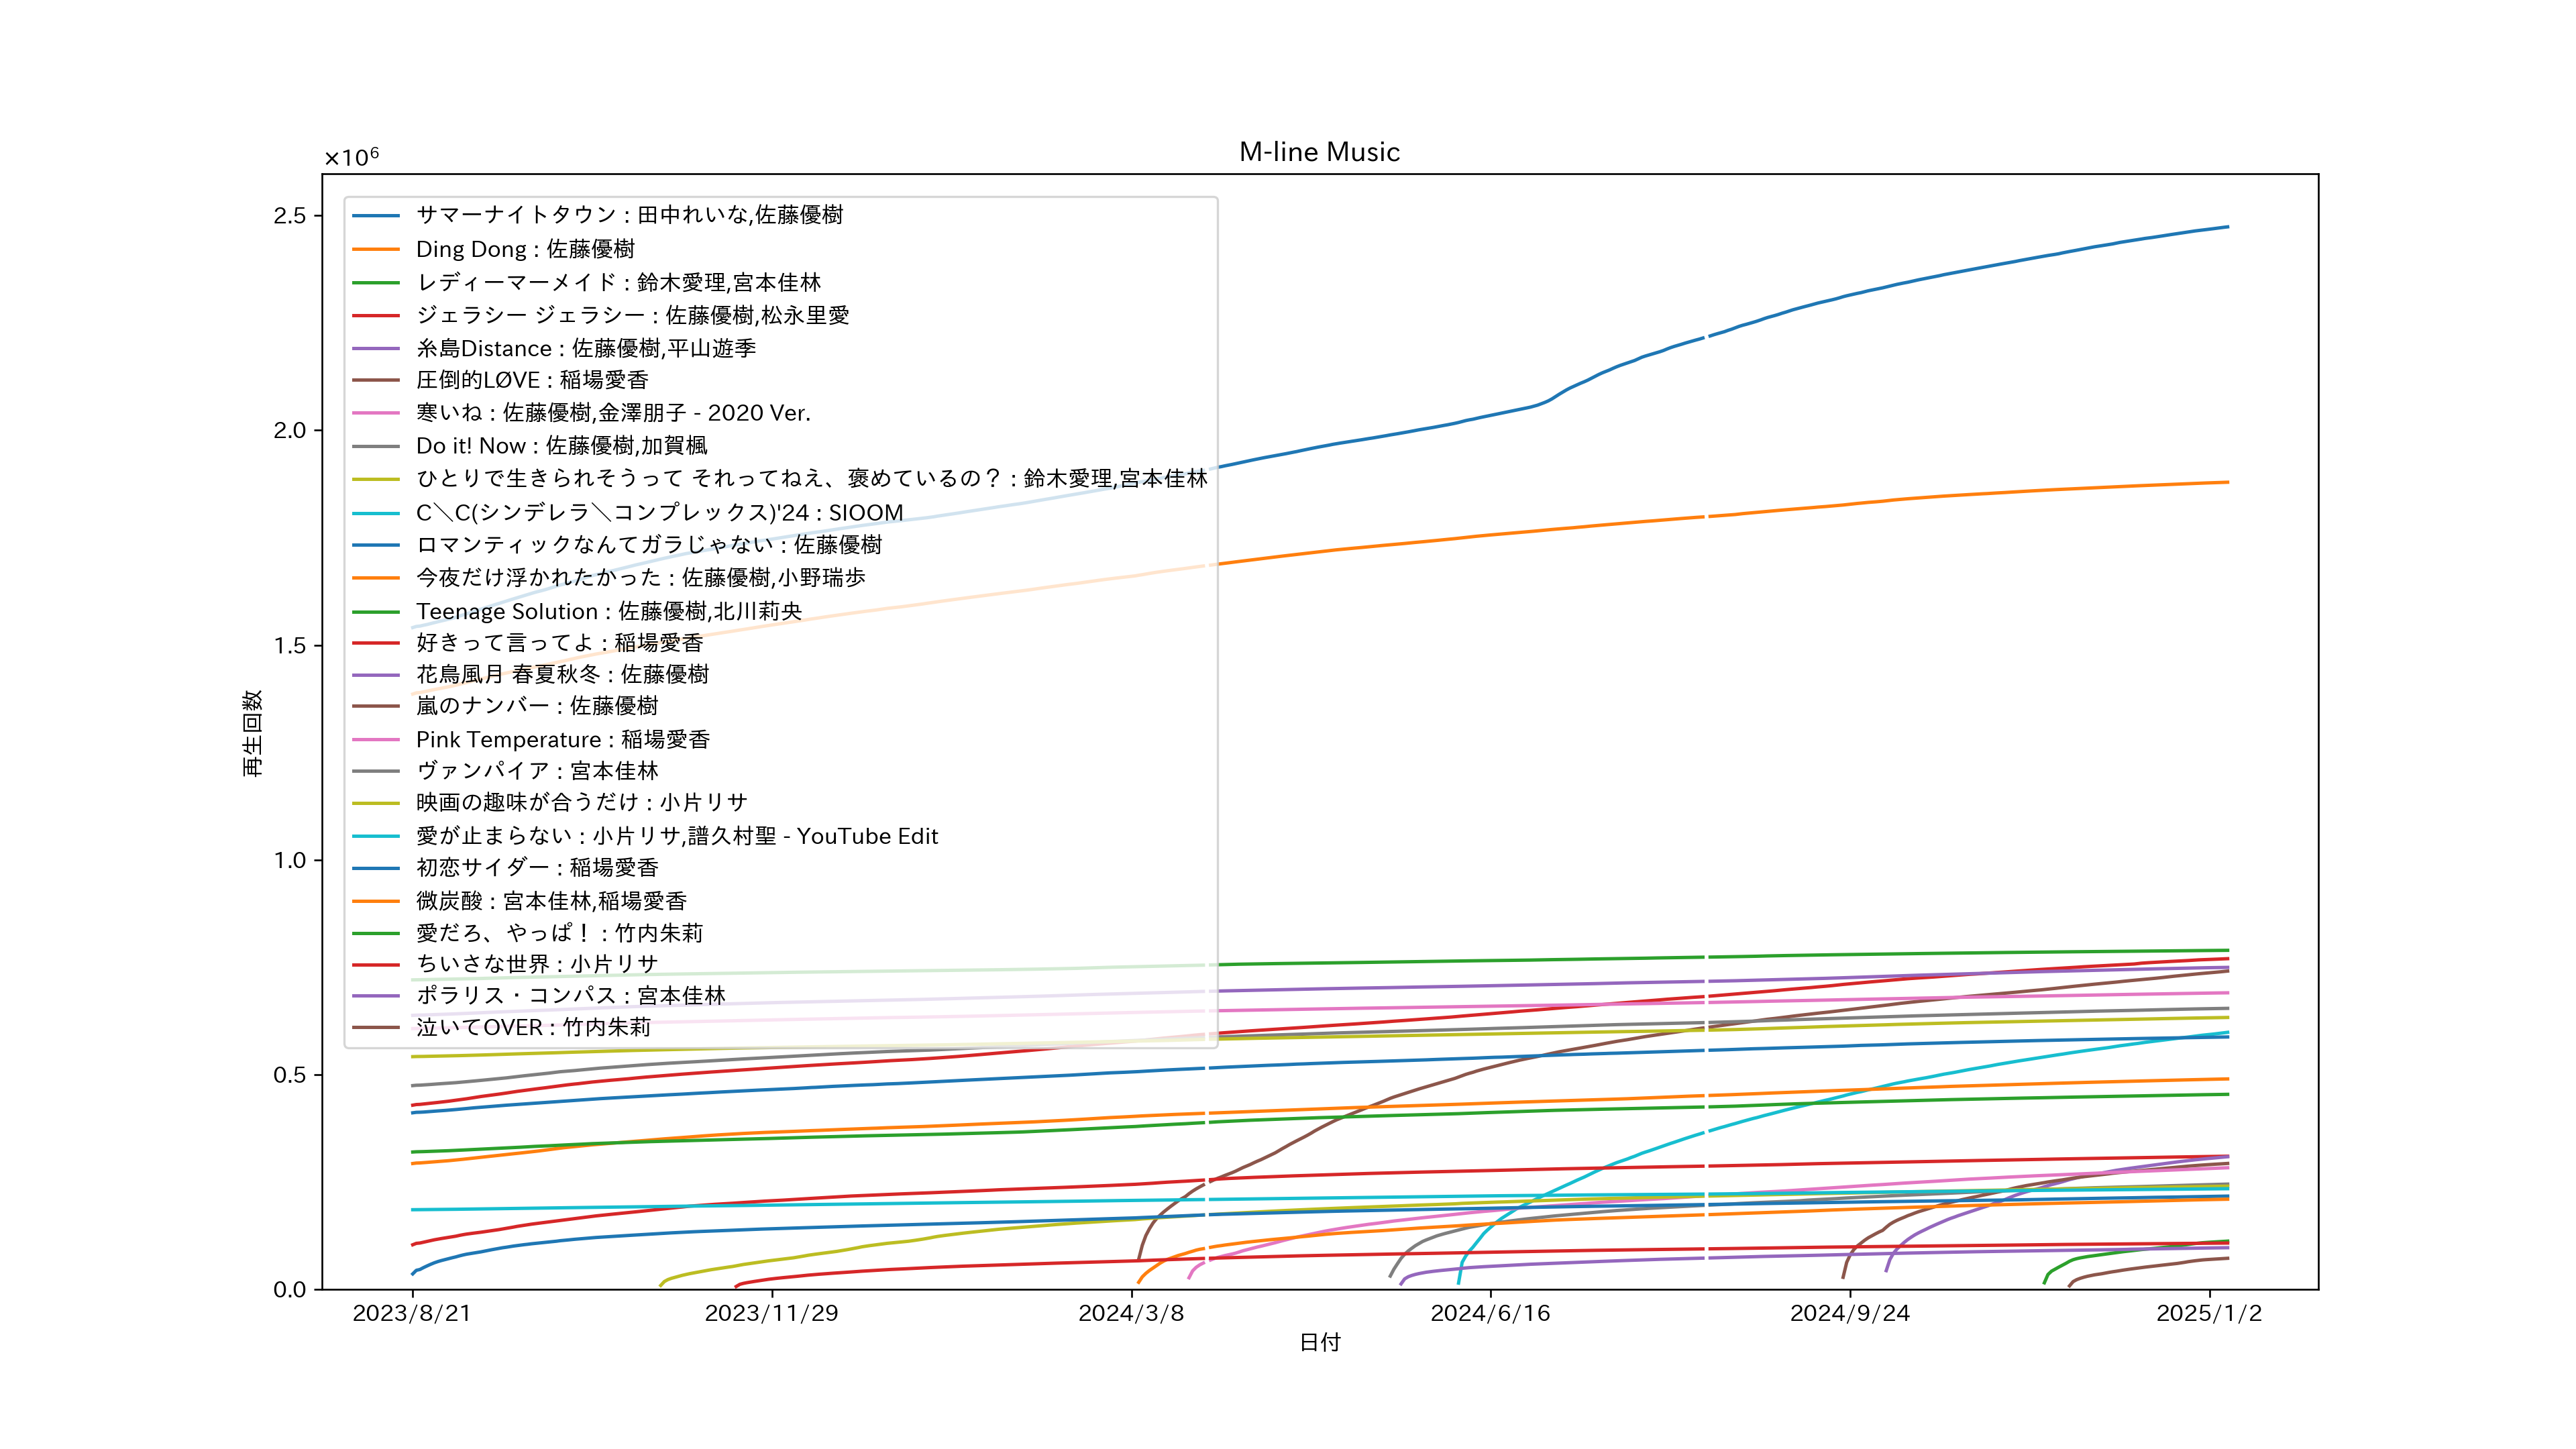 M-line Music
×10⁶
2.5
2.0
1.5
1.0
0.5
0.0
再生回数
サマーナイトタウン : 田中れいな,佐藤優樹
Ding Dong : 佐藤優樹
レディーマーメイド : 鈴木愛理,宮本佳林
ジェラシー ジェラシー : 佐藤優樹,松永里愛
糸島Distance : 佐藤優樹,平山遊季
圧倒的LØVE : 稲場愛香
寒いね : 佐藤優樹,金澤朋子 - 2020 Ver.
Do it! Now : 佐藤優樹,加賀楓
ひとりで生きられそうって それってねえ、褒めているの？ : 鈴木愛理,宮本佳林
C＼C(シンデレラ＼コンプレックス)'24 : SIOOM
ロマンティックなんてガラじゃない : 佐藤優樹
今夜だけ浮かれたかった : 佐藤優樹,小野瑞歩
Teenage Solution : 佐藤優樹,北川莉央
好きって言ってよ : 稲場愛香
花鳥風月 春夏秋冬 : 佐藤優樹
嵐のナンバー : 佐藤優樹
Pink Temperature : 稲場愛香
ヴァンパイア : 宮本佳林
映画の趣味が合うだけ : 小片リサ
愛が止まらない : 小片リサ,譜久村聖 - YouTube Edit
初恋サイダー : 稲場愛香
微炭酸 : 宮本佳林,稲場愛香
愛だろ、やっぱ！ : 竹内朱莉
ちいさな世界 : 小片リサ
ポラリス・コンパス : 宮本佳林
泣いてOVER : 竹内朱莉
2023/8/21
2023/11/29
2024/3/8
2024/6/16
2024/9/24
2025/1/2
日付